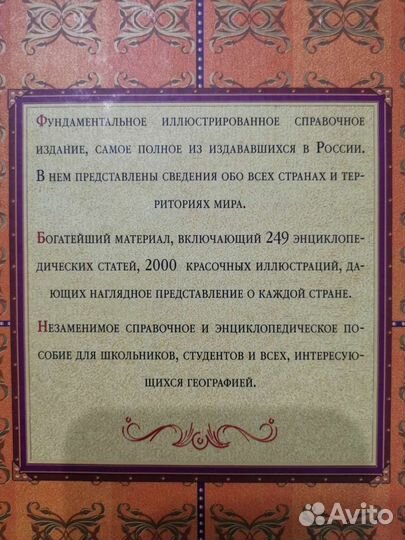 Фундаментальное иллюстрированное справочное
издание, самое полное из издававшихся в России.
В нем представлены сведения обо всех странах и тер-
риториях мира.
Богатейший материал, включающий 249 энциклопе-
дических статей, 2000 красочных иллюстраций, да-
ющих наглядное представление о каждой стране.
Незаменимое справочное и энциклопедическое по-
собие для школьников, студентов и всех, интересую-
щихся географией.
Avito